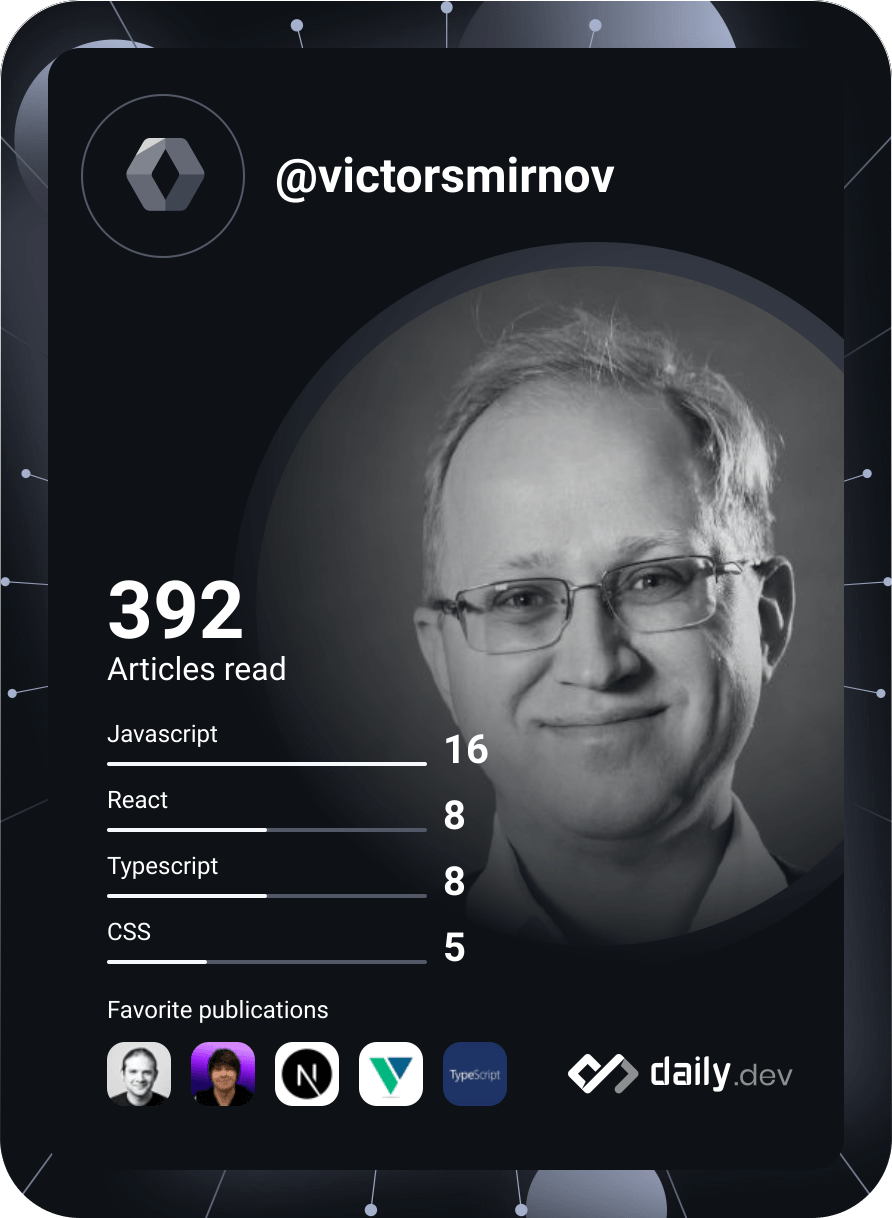 @victorsmirnov
392
Articles read
Javascript
16
React
8
Typescript
8
CSS
5
Favorite publications
N
TypeScript
daily.dev